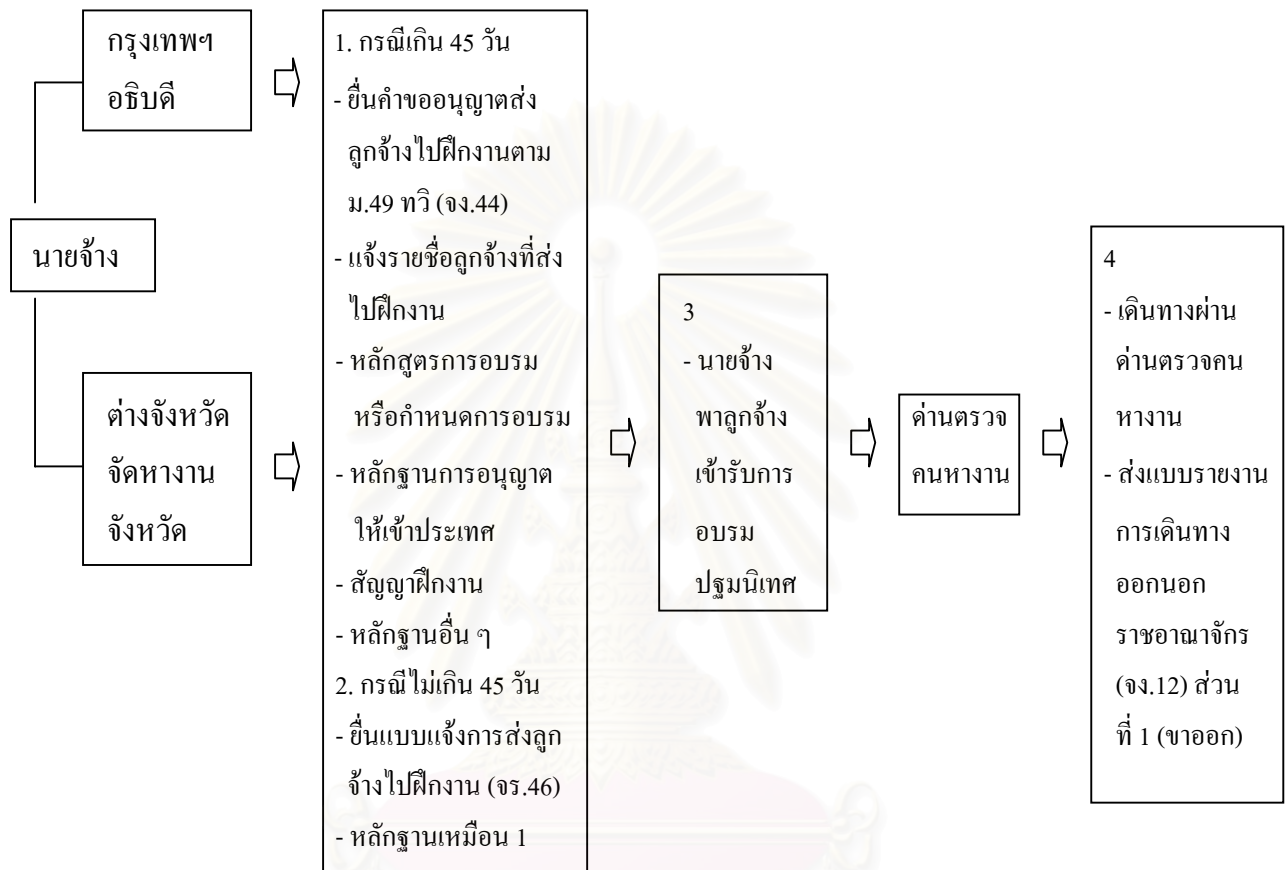 กรุงเทพฯ
อธิบดี
นายจ้าง
ต่างจังหวัด
จัดหางาน
จังหวัด
1. กรณีเกิน 45 วัน
- ยื่นคำขออนุญาตส่ง
ลูกจ้างไปฝึกงานตาม
ม.49 ทวิ (จง.44)
- แจ้งรายชื่อลูกจ้างที่ส่ง
ไปฝึกงาน
- หลักสูตรการอบรม
หรือกำหนดการอบรม
- หลักฐานการอนุญาต
ให้เข้าประเทศ
- สัญญาฝึกงาน
- หลักฐานอื่น ๆ
2. กรณีไม่เกิน 45 วัน
- ยื่นแบบแจ้งการส่งลูก
จ้างไปฝึกงาน (จร.46)
- หลักฐานเหมือน 1
3
- นายจ้าง
พาลูกจ้าง
เข้ารับการ
อบรม
ปฐมนิเทศ
ด่านตรวจ
คนหางาน
4
- เดินทางผ่าน
ด่านตรวจคน
หางาน
- ส่งแบบรายงาน
การเดินทาง
ออกนอก
ราชอาณาจักร
(จง.12) ส่วน
ที่ 1 (ขาออก)